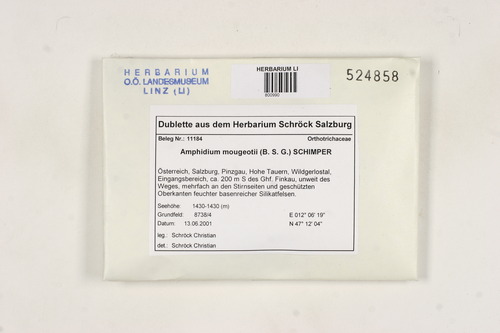 HERBARIUM
O.Ö. LANDESMUSEUM
LINZ (LI)
HERBARIUM LI
800990
524858
Dublette aus dem Herbarium Schröck Salzburg
Beleg Nr.: 11184 Orthotrichaceae
Amphidium mougeotii (B. S. G.) SCHIMPER
Österreich, Salzburg, Pinzgau, Hohe Tauern, Wildgerlostal,
Eingangsbereich, ca. 200 m S des Ghf. Finkau, unweit des
Weges, mehrfach an den Stirnseiten und geschützten
Oberkanten feuchter basenreicher Silikatfelsen.
Seehöhe: 1430-1430 (m)
Grundfeld: 8738/4 E 012° 06' 19"
Datum: 13.06.2001 N 47° 12' 04"
leg.: Schröck Christian
det.: Schröck Christian